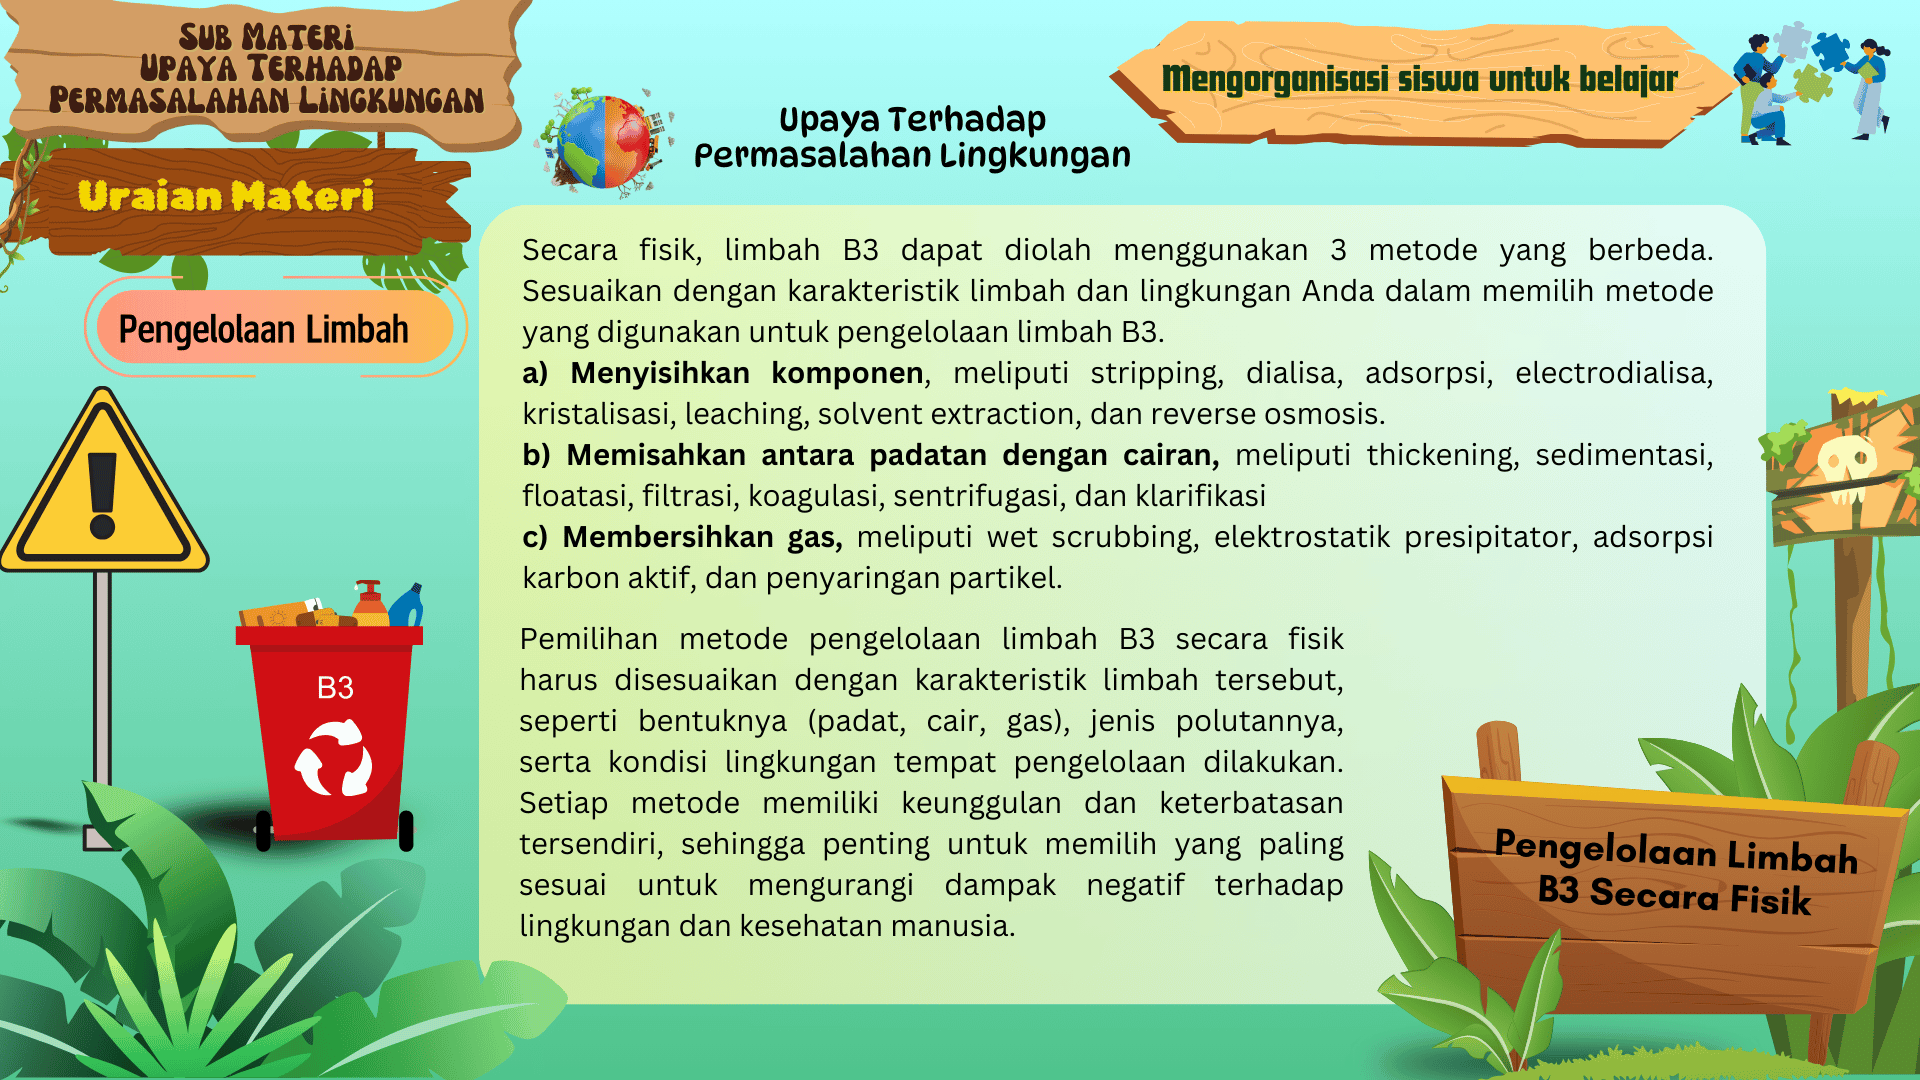 Sub Materi
Upaya Terhadap
Permasalahan Lingkungan
Uraian Materi
Pengelolaan Limbah
Upaya Terhadap
Permasalahan Lingkungan
Mengorganisasi siswa untuk belajar
Secara fisik, limbah B3 dapat diolah menggunakan 3 metode yang berbeda.
Sesuaikan dengan karakteristik limbah dan lingkungan Anda dalam memilih metode
yang digunakan untuk pengelolaan limbah B3.
a) Menyisihkan komponen, meliputi stripping, dialisa, adsorpsi, electrodialisa,
kristalisasi, leaching, solvent extraction, dan reverse osmosis.
b) Memisahkan antara padatan dengan cairan, meliputi thickening, sedimentasi,
floatasi, filtrasi, koagulasi, sentrifugasi, dan klarifikasi
c) Membersihkan gas, meliputi wet scrubbing, elektrostatik presipitator, adsorpsi
karbon aktif, dan penyaringan partikel.
Pemilihan metode pengelolaan limbah B3 secara fisik
harus disesuaikan dengan karakteristik limbah tersebut,
seperti bentuknya (padat, cair, gas), jenis polutannya,
serta kondisi lingkungan tempat pengelolaan dilakukan.
Setiap metode memiliki keunggulan dan keterbatasan
tersendiri, sehingga penting untuk memilih yang paling
sesuai untuk mengurangi dampak negatif terhadap
lingkungan dan kesehatan manusia.
B3
Pengelolaan Limbah
B3 Secara Fisik